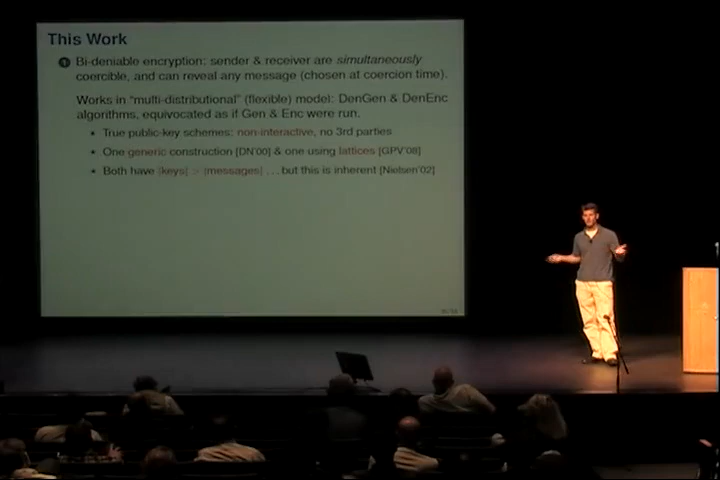 This Work
1 Bi-deniable encryption: sender & receiver are simultaneously
coercible, and can reveal any message (chosen at coercion time).
Works in "multi-distributional" (flexible) model: DenGen & DenEnc
algorithms, equivocated as if Gen & Enc were run.
• True public-key schemes: non-interactive, no 3rd parties
• One generic construction [DN'00] & one using lattices [GPV'08]
• Both have |keys| > |messages| ... but this is inherent [Nielsen'02]